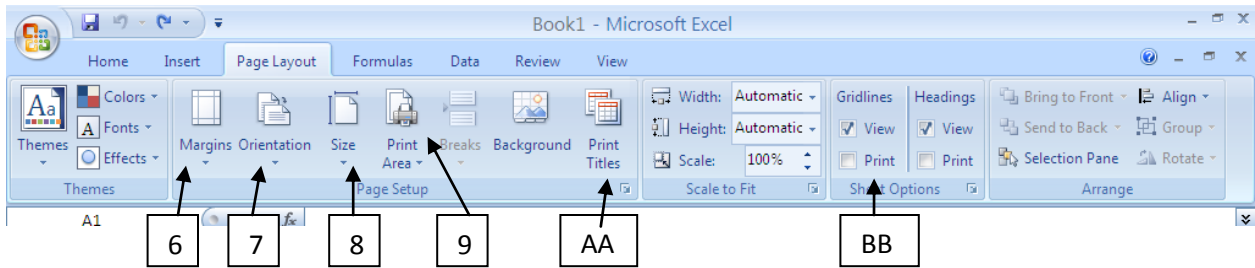 Book1 - Microsoft Excel
Home Insert Page Layout Formulas Data Review View
Aa Colors Width: Automatic Gridlines Headings Bring to Front Align
A Fonts Height: Automatic View View Send to Back Group
Themes Effects Margins Orientation Size Print Area Breaks Background Print Titles Scale: 100% Print Print Selection Pane Rotate
Themes Page Setup Scale to Fit Sheet Options Arrange
A1 fx
6 7 8 9 AA BB